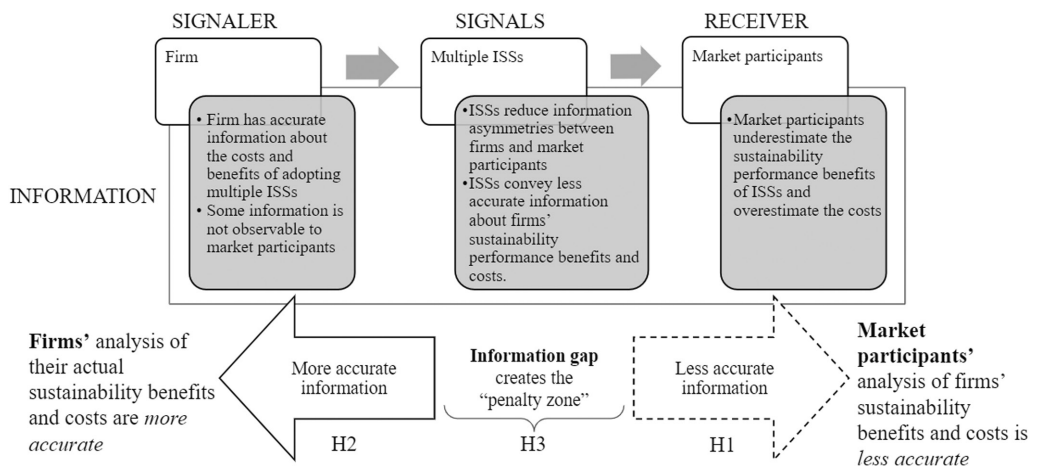 SIGNALER
SIGNALS
RECEIVER
Firm
Multiple ISSs
Market participants
• Firm has accurate
information about
the costs and
benefits of adopting
multiple ISSs
• Some information is
not observable to
market participants
•ISSs reduce information
asymmetries between
firms and market
participants
•ISSs convey less
accurate information
about firms’
sustainability
performance benefits and
costs.
• Market participants
underestimate the
sustainability
performance benefits
of ISSs and
overestimate the costs
INFORMATION
Firms’ analysis of
their actual
sustainability benefits
and costs are more
accurate
More accurate
information
H2
Information gap
creates the
“penalty zone”
H3
Less accurate
information
H1
Market
participants’
analysis of firms’
sustainability
benefits and costs is
less accurate